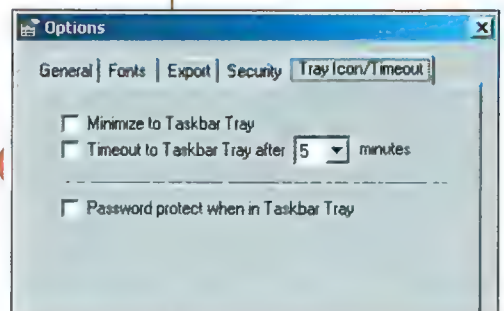 Options
General Fonts Export Security Tray Icon/Timeout
Minimize to Taskbar Tray
Timeout to Taskbar Tray after 5 minutes
Password protect when in Taskbar Tray